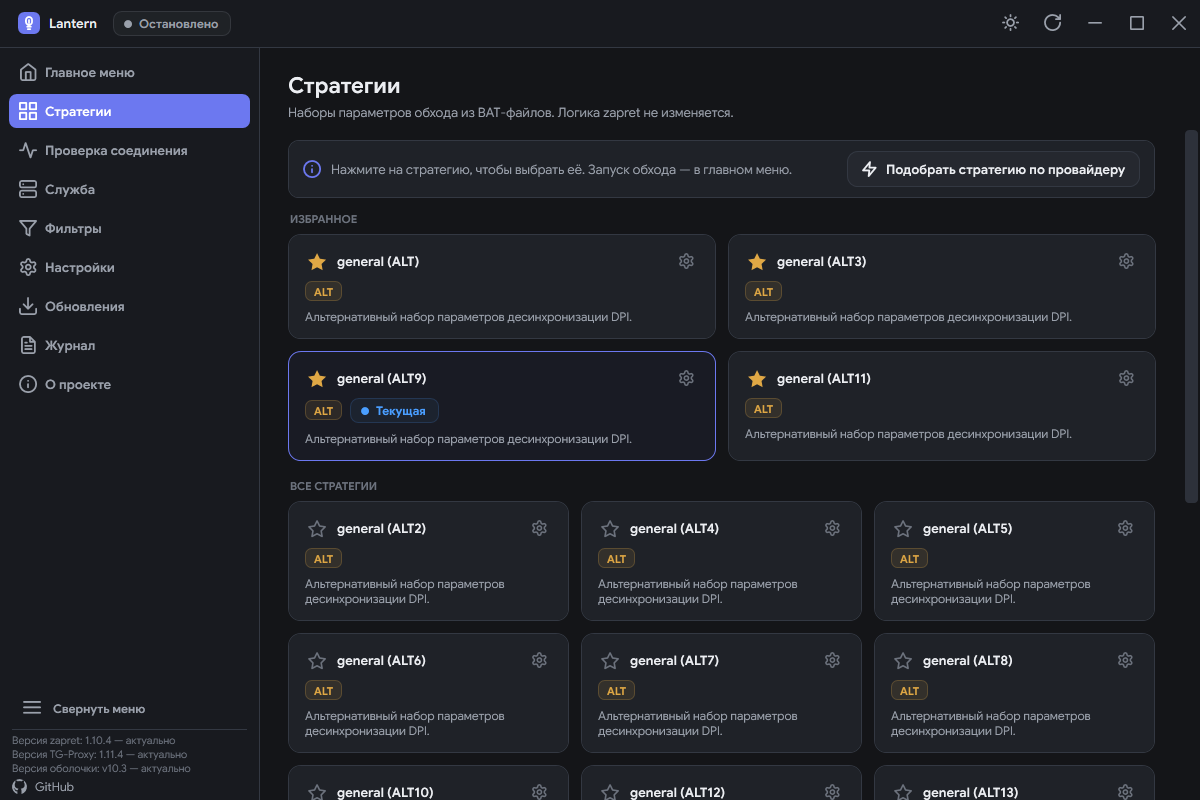 Lantern
Остановлено
Главное меню
Стратегии
Проверка соединения
Служба
Фильтры
Настройки
Обновления
Журнал
О проекте
Свернуть меню
Версия zapret: 1.10.4 — актуально
Версия TG-Proxy: 1.11.4 — актуально
Версия оболочки: v10.3 — актуально
GitHub
Стратегии
Наборы параметров обхода из BAT-файлов. Логика zapret не изменяется.
Нажмите на стратегию, чтобы выбрать её. Запуск обхода — в главном меню.
Подобрать стратегию по провайдеру
ИЗБРАННОЕ
general (ALT)
ALT
Альтернативный набор параметров десинхронизации DPI.
general (ALT3)
ALT
Альтернативный набор параметров десинхронизации DPI.
general (ALT9)
ALT
Текущая
Альтернативный набор параметров десинхронизации DPI.
general (ALT11)
ALT
Альтернативный набор параметров десинхронизации DPI.
ВСЕ СТРАТЕГИИ
general (ALT2)
ALT
Альтернативный набор параметров
десинхронизации DPI.
general (ALT4)
ALT
Альтернативный набор параметров
десинхронизации DPI.
general (ALT5)
ALT
Альтернативный набор параметров
десинхронизации DPI.
general (ALT6)
ALT
Альтернативный набор параметров
десинхронизации DPI.
general (ALT7)
ALT
Альтернативный набор параметров
десинхронизации DPI.
general (ALT8)
ALT
Альтернативный набор параметров
десинхронизации DPI.
general (ALT10)
general (ALT12)
general (ALT13)